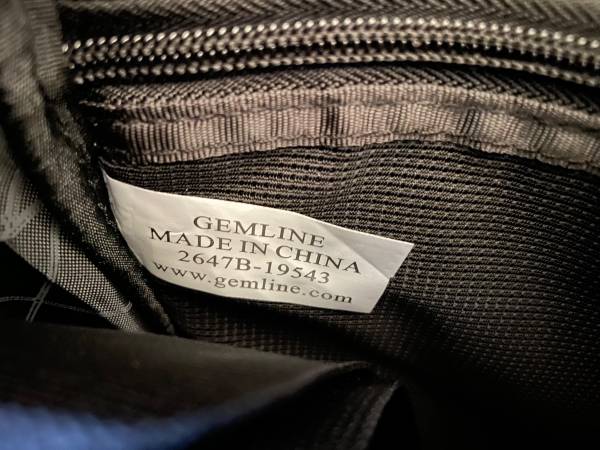 GEMLINE
MADE IN CHINA
2647B-19543
www.gemline.com